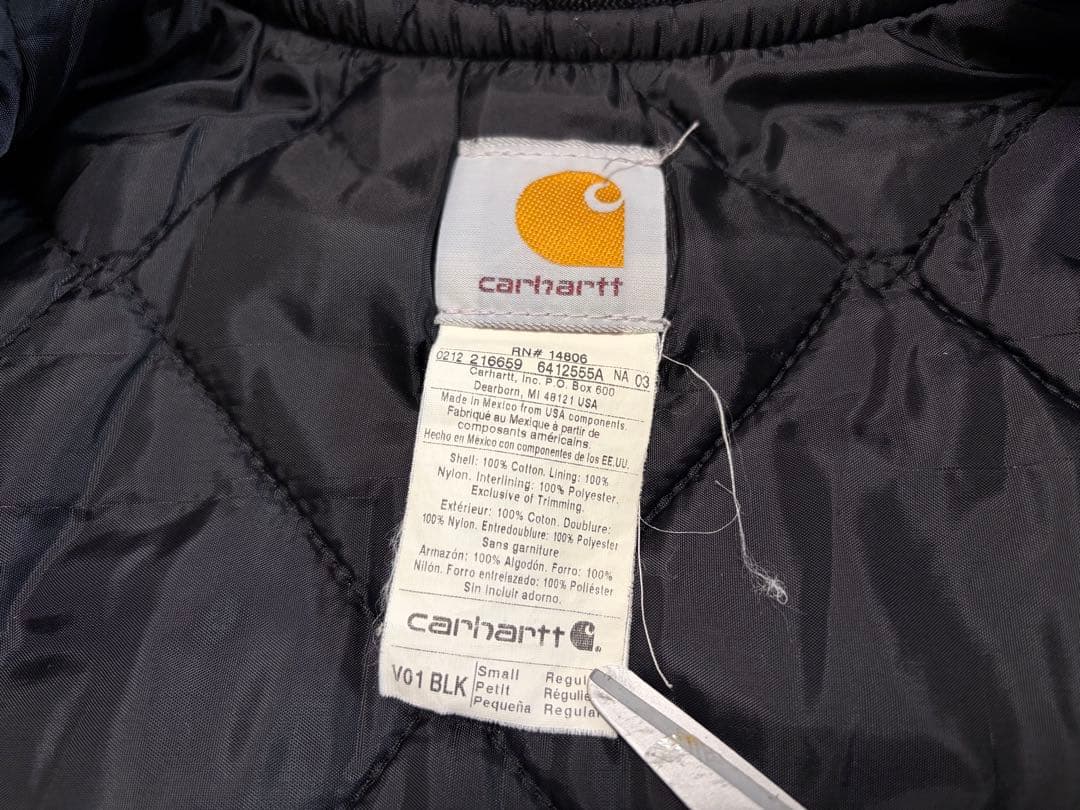 carhartt
RN# 14806
0212 216659 6412555A NA 03
Carhartt, Inc. P.O. Box 600
Dearborn, MI 48121 USA
Made in Mexico from USA components.
Fabriqué au Mexique à partir de
composants américains.
Hecho en México con componentes de los EE.UU.
Shell: 100% Cotton. Lining: 100%
Nylon. Interlining: 100% Polyester.
Exclusive of Trimming.
Extérieur: 100% Coton. Doublure:
100% Nylon. Entredoublure: 100% Polyester
Sans garniture
Armazón: 100% Algodón. Forro: 100%
Nilón. Forro entrelazado: 100% Poliéster
Sin incluir adorno.
carhartt
V01 BLK
Small Regul
Petit Régulie
Pequeña Regular